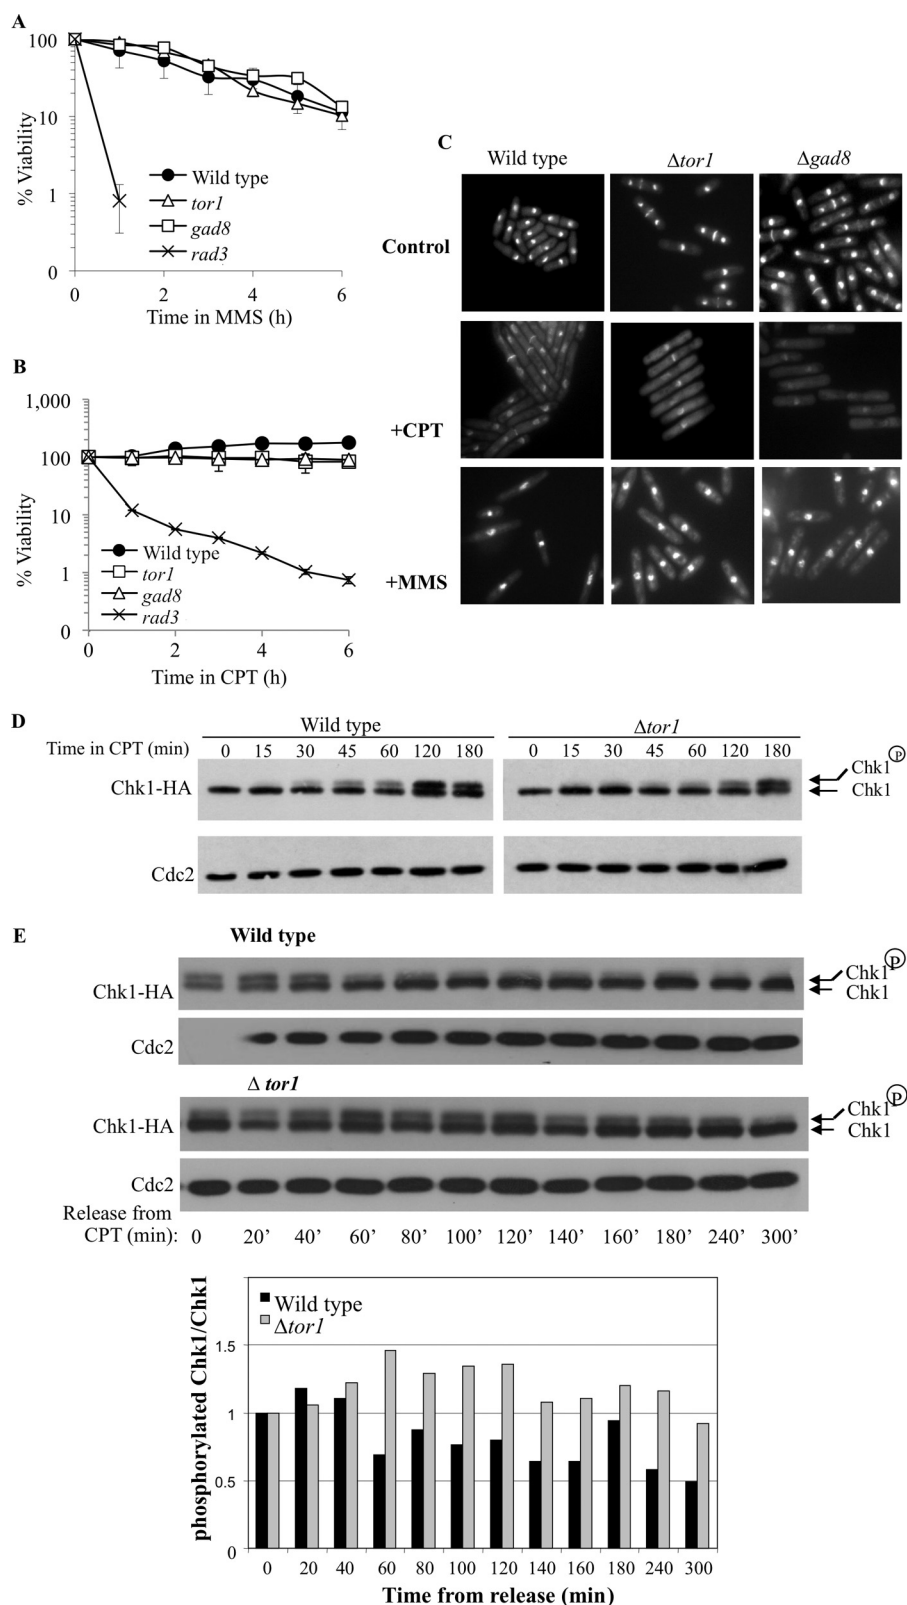 A
100
10
1
0
% Viability
Wild type
tor1
gad8
rad3
0 2 4 6
Time in MMS (h)
B
1,000
100
10
1
0
% Viability
Wild type
tor1
gad8
rad3
0 2 4 6
Time in CPT (h)
C
Wild type Δtor1 Δgad8
Control
+CPT
+MMS
D
Wild type Δtor1
Time in CPT (min) 0 15 30 45 60 120 180 0 15 30 45 60 120 180
Chk1-HA
Chk1 P
Chk1
Cdc2
E
Wild type
Chk1-HA
Chk1 P
Chk1
Cdc2
Δ tor1
Chk1-HA
Chk1 P
Chk1
Cdc2
Release from
CPT (min): 0 20’ 40’ 60’ 80’ 100’ 120’ 140’ 160’ 180’ 240’ 300’
phosphorylated Chk1/Chk1
Wild type
Δtor1
1.5
1
0.5
0
0 20 40 60 80 100 120 140 160 180 240 300
Time from release (min)